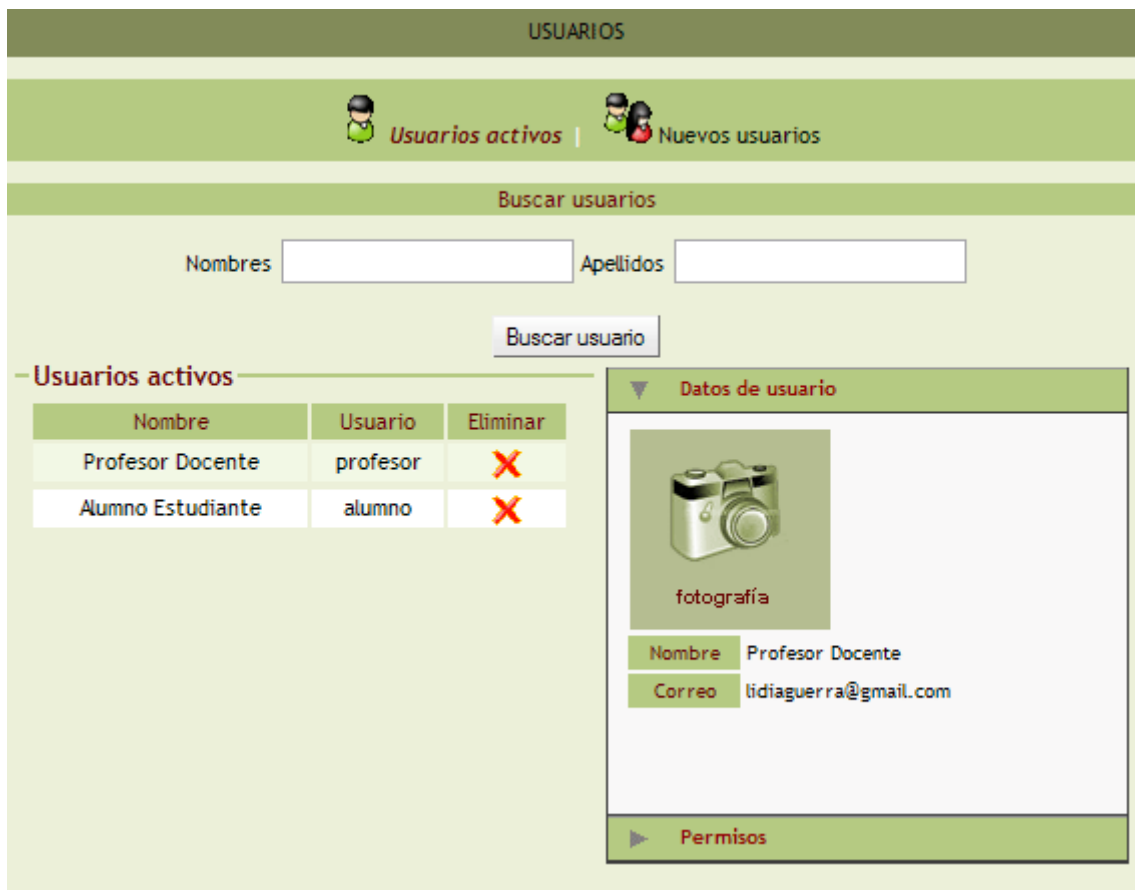 USUARIOS
Usuarios activos | Nuevos usuarios
Buscar usuarios
Nombres Apellidos
Buscar usuario
Usuarios activos
Nombre Usuario Eliminar
Profesor Docente profesor
Alumno Estudiante alumno
Datos de usuario
fotografía
Nombre Profesor Docente
Correo lidiaguerra@gmail.com
Permisos